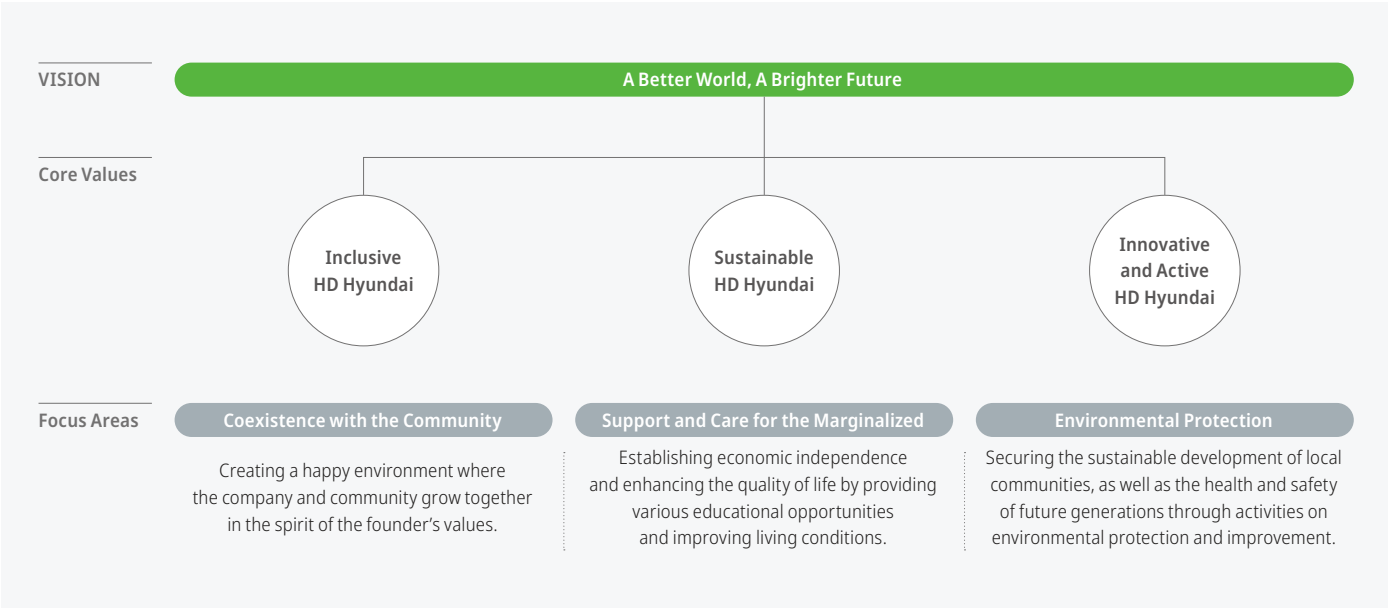 VISION
A Better World, A Brighter Future
Core Values
Inclusive
HD Hyundai
Sustainable
HD Hyundai
Innovative
and Active
HD Hyundai
Focus Areas
Coexistence with the Community
Creating a happy environment where
the company and community grow together
in the spirit of the founder’s values.
Support and Care for the Marginalized
Establishing economic independence
and enhancing the quality of life by providing
various educational opportunities
and improving living conditions.
Environmental Protection
Securing the sustainable development of local
communities, as well as the health and safety
of future generations through activities on
environmental protection and improvement.